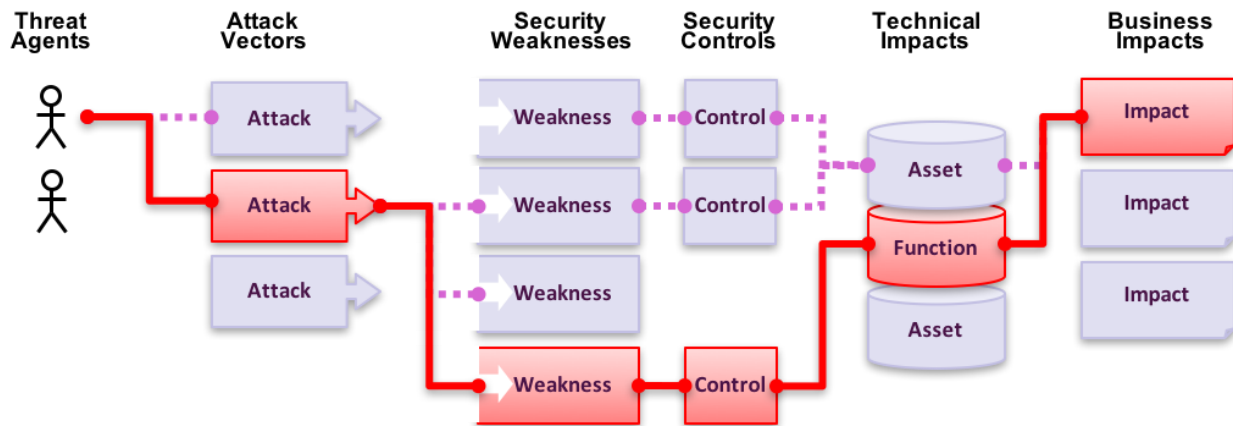 Threat
Agents
Attack
Vectors
Security
Weaknesses
Security
Controls
Technical
Impacts
Business
Impacts
Attack
Weakness
Control
Impact
Asset
Attack
Weakness
Control
Impact
Function
Attack
Weakness
Impact
Asset
Weakness
Control